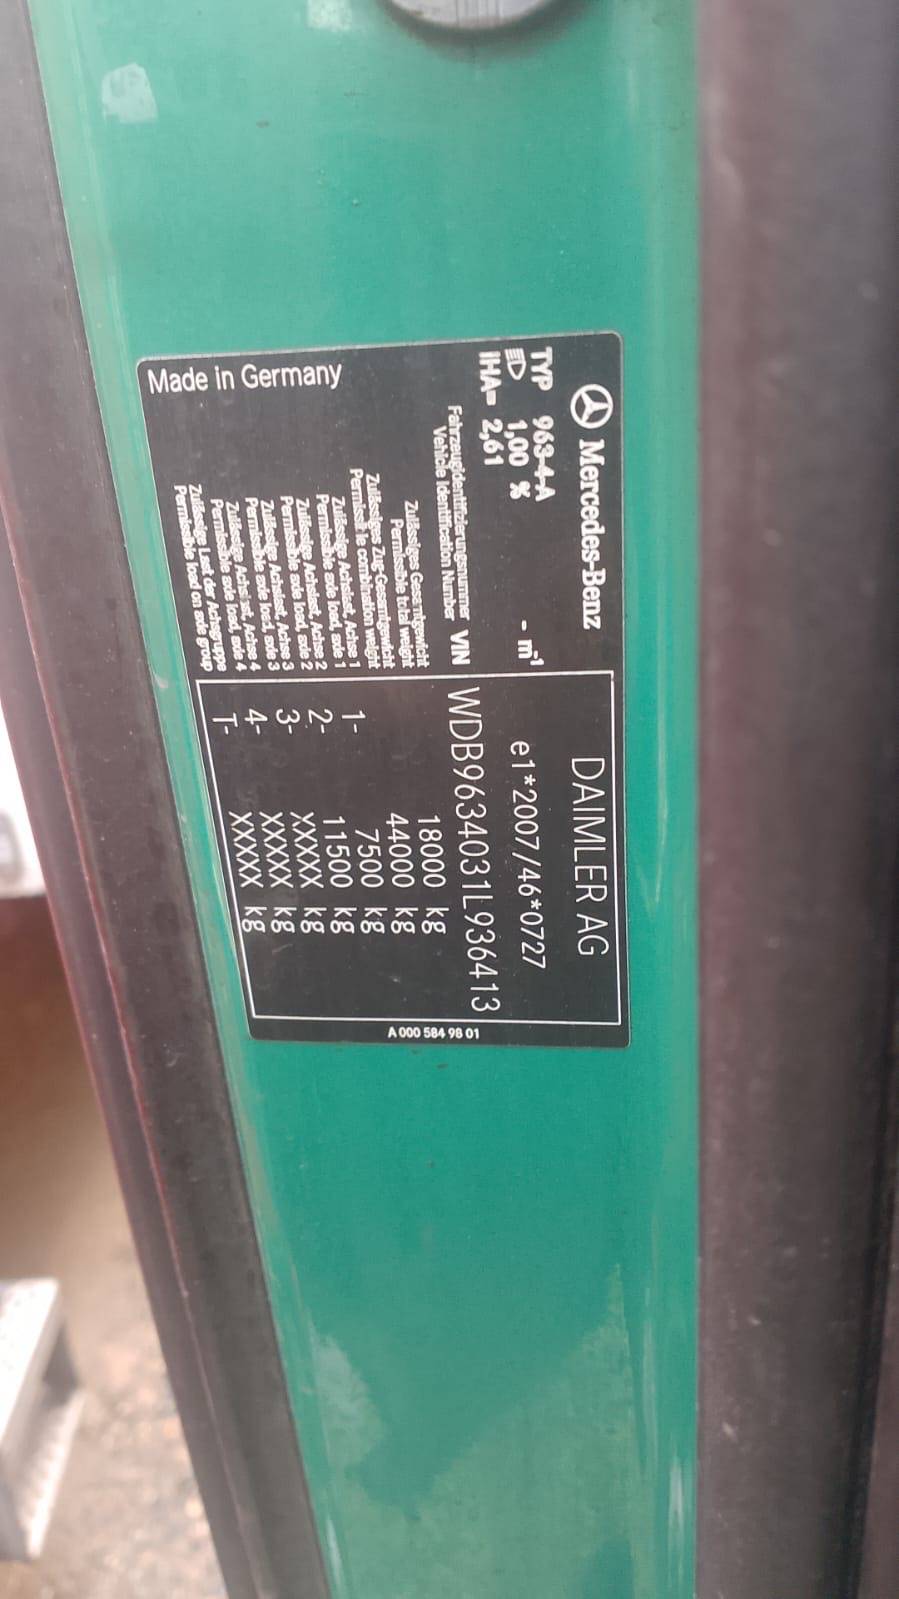 Mercedes-Benz
DAIMLER AG
TYP 963-4-A
1,00 % - m⁻¹
e1*2007/46*0727
IHA= 2,61
Fahrzeugidentifizierungsnummer
Vehicle Identification Number VIN WDB9634031L936413
Zulässiges Gesamtgewicht
Permissible total weight 18000 kg
Zulässiges Zug-Gesamtgewicht
Permissible combination weight 44000 kg
Zulässige Achslast, Achse 1
Permissible axle load, axle 1 1- 7500 kg
Zulässige Achslast, Achse 2
Permissible axle load, axle 2 2- 11500 kg
Zulässige Achslast, Achse 3
Permissible axle load, axle 3 3- XXXXX kg
Zulässige Achslast, Achse 4
Permissible axle load, axle 4 4- XXXXX kg
Zulässige Last der Achsgruppe
Permissible load on axle group T- XXXXX kg
Made in Germany
A 000 584 98 01